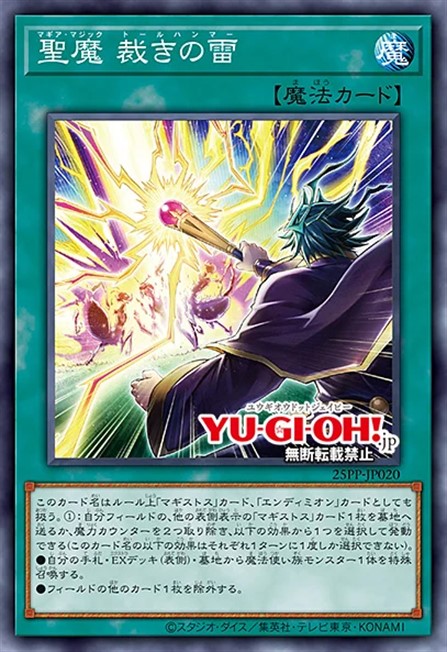 マギア・マジック トールハンマー
聖魔 裁きの雷
魔
まほう
【魔法カード】
ユウギオウドットジェイピー
YU-GI-OH!.jp
無断転載禁止
25PP-JP020
このカード名はルール上「マギストス」カード、「エンディミオン」カードとしても
扱う。①:自分フィールドの、他の表側表示の「マギストス」カード1枚を墓地へ
送るか、魔力カウンターを2つ取り除き、以下の効果から1つを選択して発動
できる(このカード名の以下の効果はそれぞれ1ターンに1度しか選択できない)。
●自分の手札・EXデッキ(表側)・墓地から魔法使い族モンスター1体を特殊
召喚する。
●フィールドの他のカード1枚を除外する。
©スタジオ・ダイス/集英社・テレビ東京・KONAMI